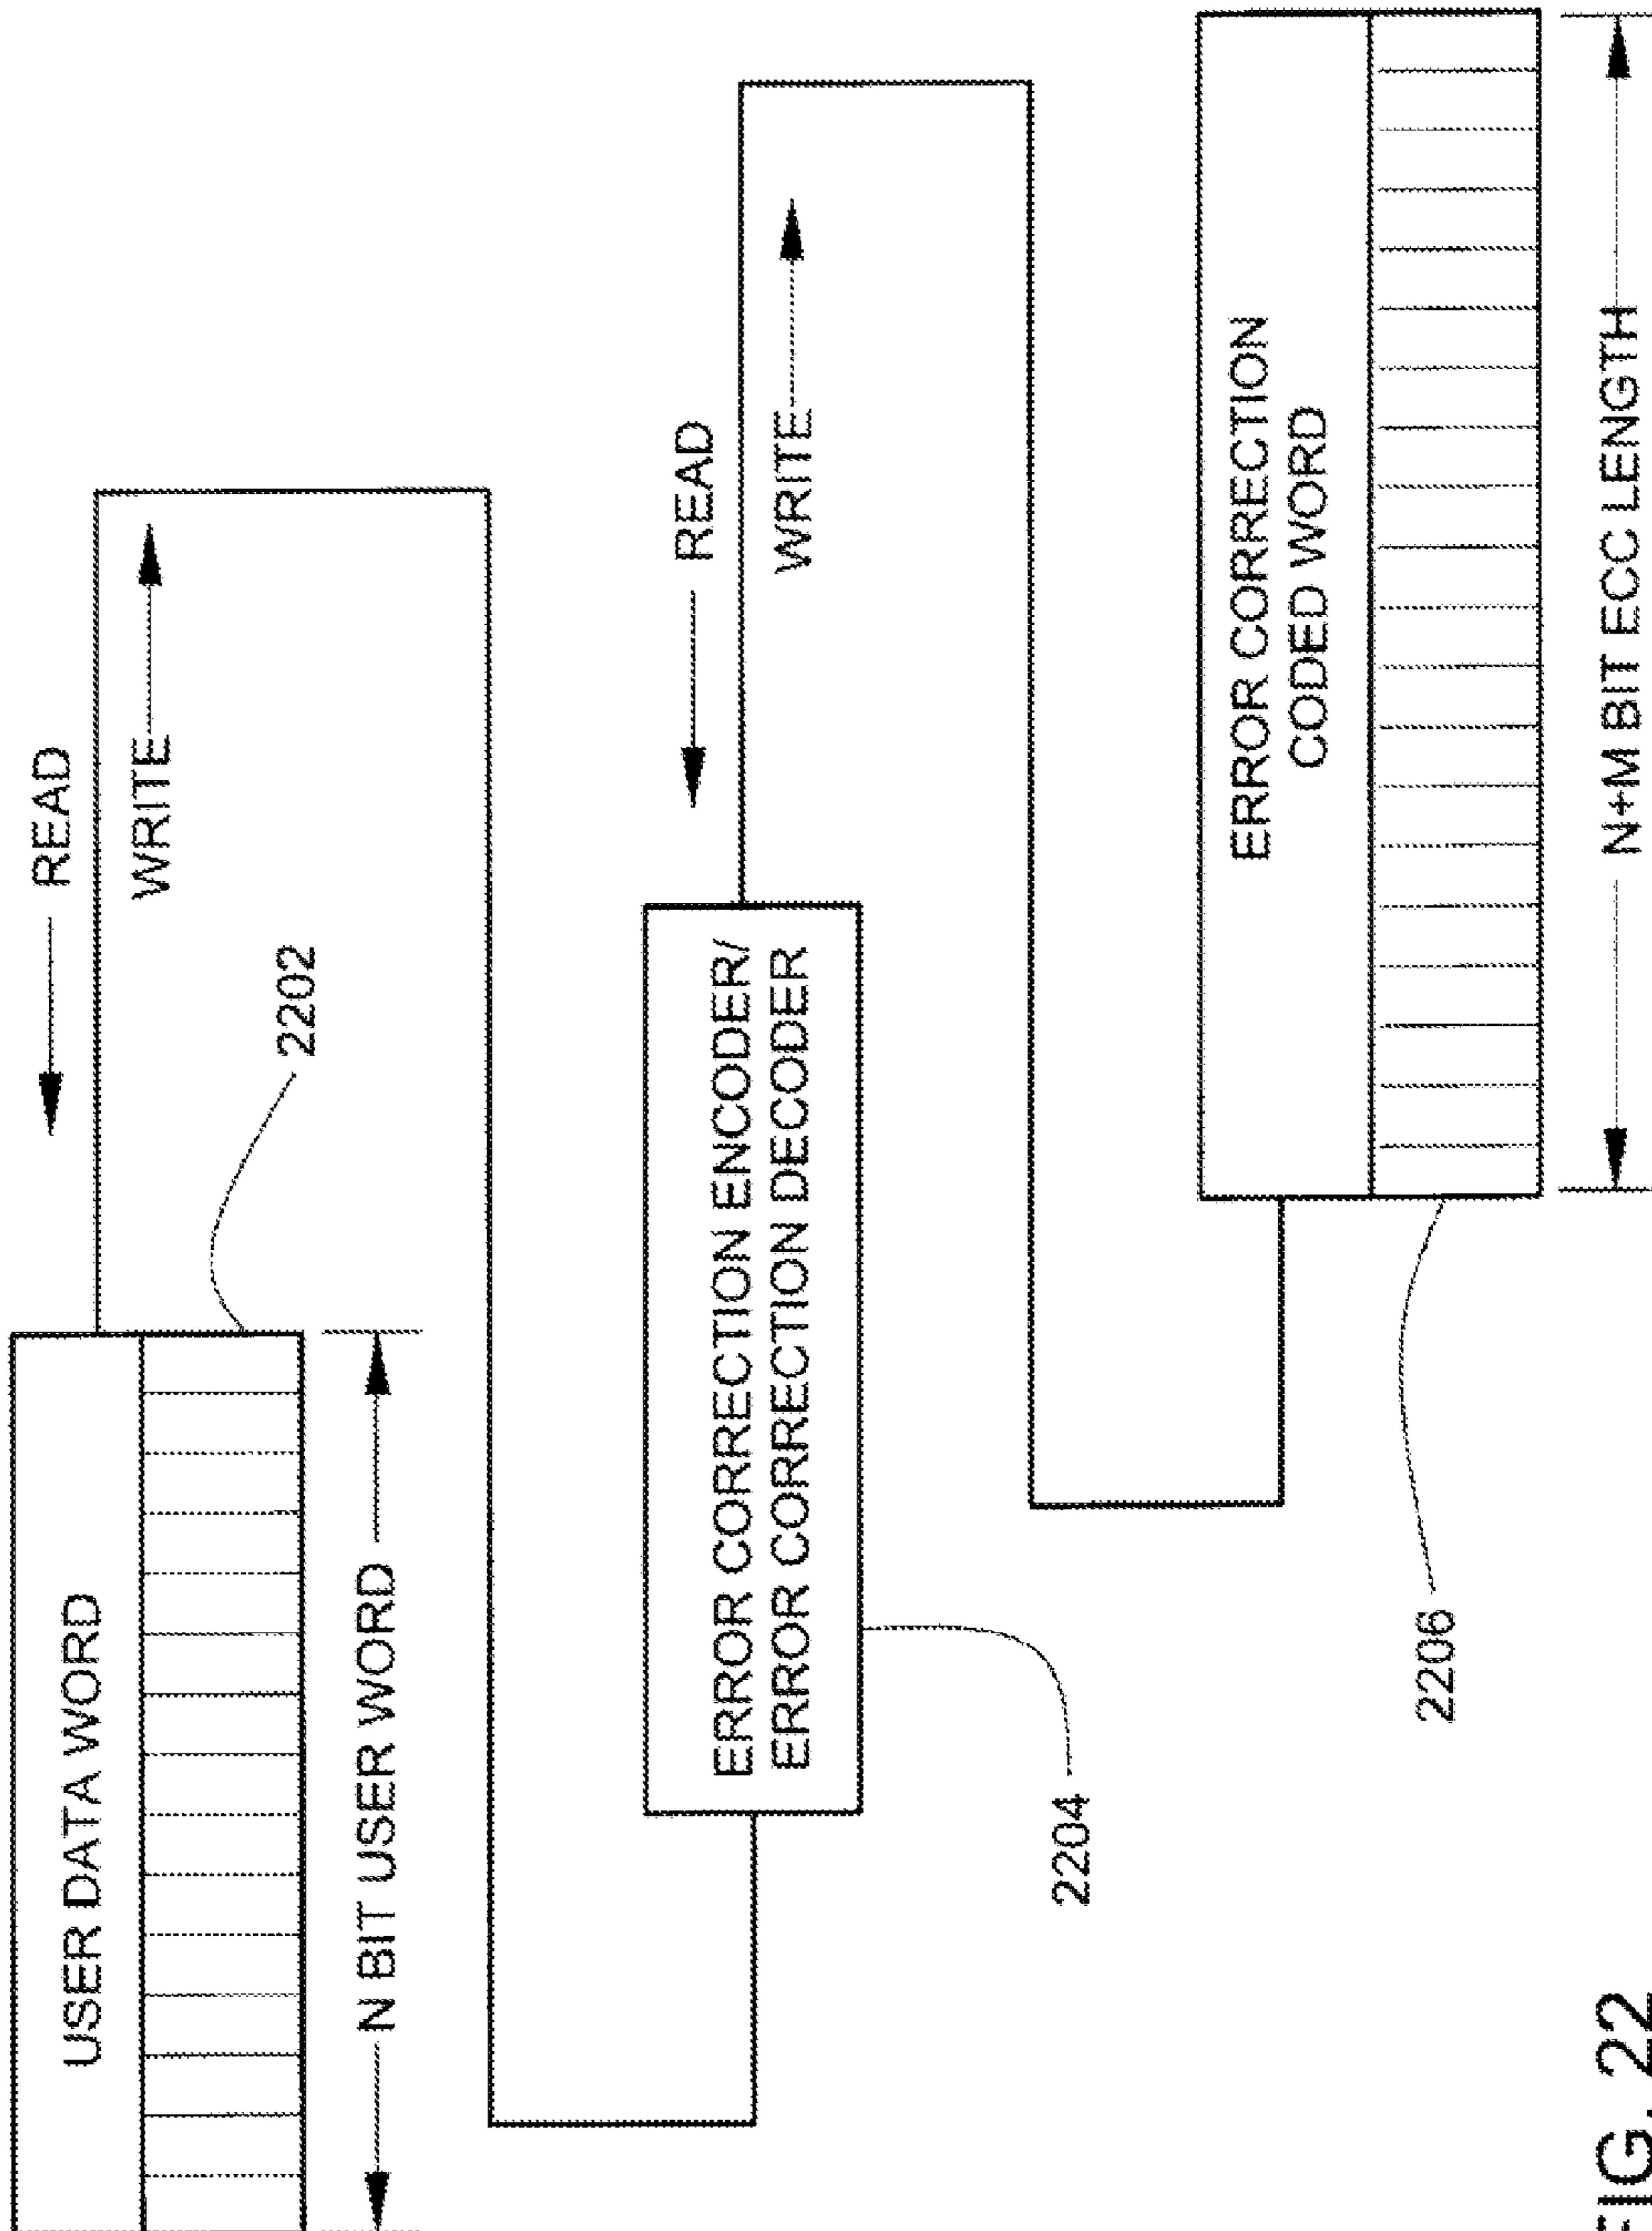 USER DATA WORD
N BIT USER WORD
2202
READ
WRITE
ERROR CORRECTION ENCODER/
ERROR CORRECTION DECODER
2204
READ
WRITE
ERROR CORRECTION
CODED WORD
2206
N+M BIT ECC LENGTH
FIG. 22